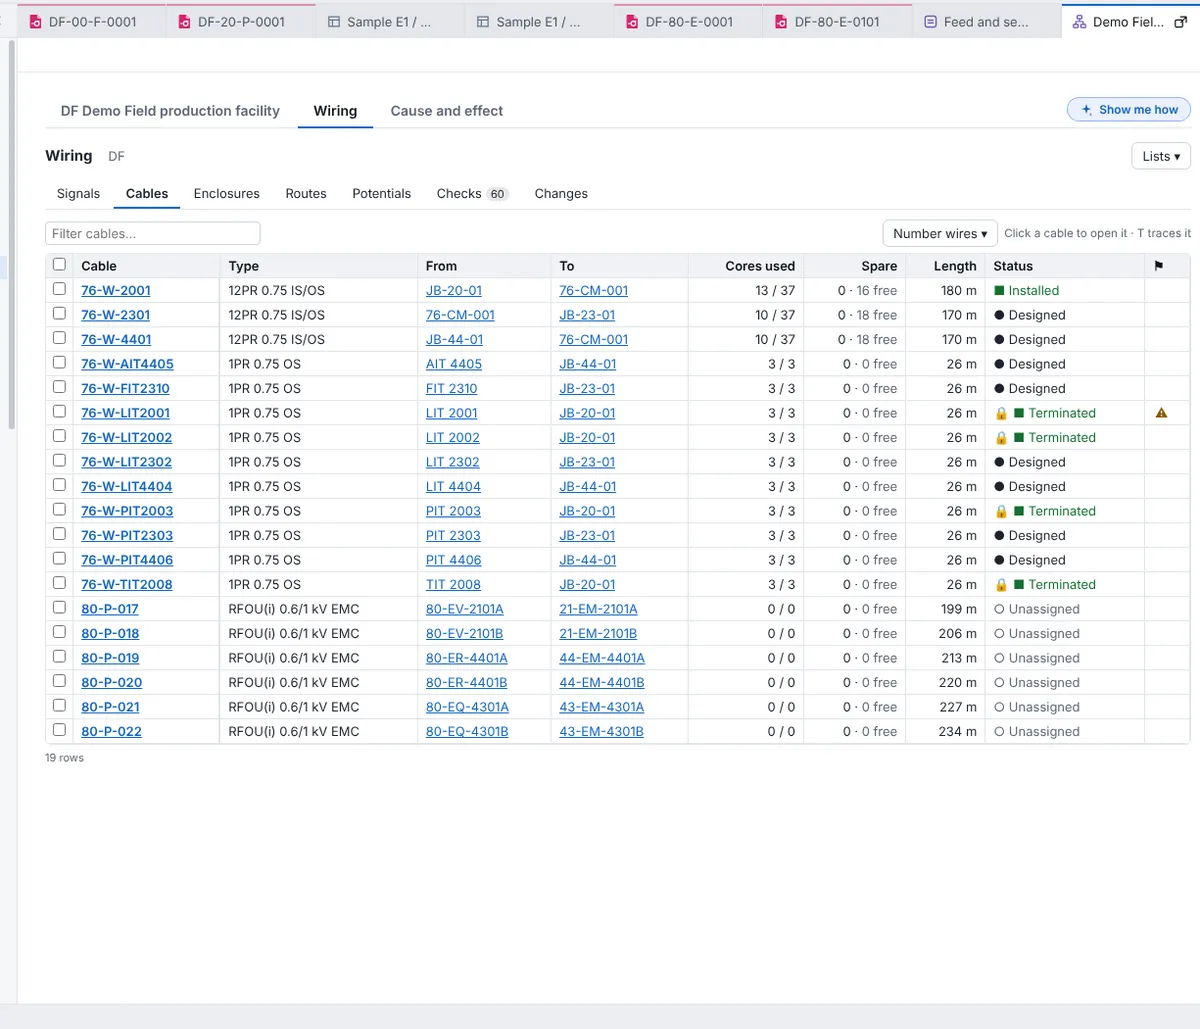 DF-00-F-0001 DF-20-P-0001 Sample E1 / ... Sample E1 / ... DF-80-E-0001 DF-80-E-0101 Feed and se... Demo Fiel...
DF Demo Field production facility Wiring Cause and effect Show me how
Wiring DF Lists ▾
Signals Cables Enclosures Routes Potentials Checks 60 Changes
Filter cables... Number wires ▾ Click a cable to open it · T traces it
Cable Type From To Cores used Spare Length Status
76-W-2001 12PR 0.75 IS/OS JB-20-01 76-CM-001 13 / 37 0 · 16 free 180 m Installed
76-W-2301 12PR 0.75 IS/OS 76-CM-001 JB-23-01 10 / 37 0 · 18 free 170 m Designed
76-W-4401 12PR 0.75 IS/OS JB-44-01 76-CM-001 10 / 37 0 · 18 free 170 m Designed
76-W-AIT4405 1PR 0.75 OS AIT 4405 JB-44-01 3 / 3 0 · 0 free 26 m Designed
76-W-FIT2310 1PR 0.75 OS FIT 2310 JB-23-01 3 / 3 0 · 0 free 26 m Designed
76-W-LIT2001 1PR 0.75 OS LIT 2001 JB-20-01 3 / 3 0 · 0 free 26 m Terminated
76-W-LIT2002 1PR 0.75 OS LIT 2002 JB-20-01 3 / 3 0 · 0 free 26 m Terminated
76-W-LIT2302 1PR 0.75 OS LIT 2302 JB-23-01 3 / 3 0 · 0 free 26 m Designed
76-W-LIT4404 1PR 0.75 OS LIT 4404 JB-44-01 3 / 3 0 · 0 free 26 m Designed
76-W-PIT2003 1PR 0.75 OS PIT 2003 JB-20-01 3 / 3 0 · 0 free 26 m Terminated
76-W-PIT2303 1PR 0.75 OS PIT 2303 JB-23-01 3 / 3 0 · 0 free 26 m Designed
76-W-PIT4406 1PR 0.75 OS PIT 4406 JB-44-01 3 / 3 0 · 0 free 26 m Designed
76-W-TIT2008 1PR 0.75 OS TIT 2008 JB-20-01 3 / 3 0 · 0 free 26 m Terminated
80-P-017 RFOU(i) 0.6/1 kV EMC 80-EV-2101A 21-EM-2101A 0 / 0 0 · 0 free 199 m Unassigned
80-P-018 RFOU(i) 0.6/1 kV EMC 80-EV-2101B 21-EM-2101B 0 / 0 0 · 0 free 206 m Unassigned
80-P-019 RFOU(i) 0.6/1 kV EMC 80-ER-4401A 44-EM-4401A 0 / 0 0 · 0 free 213 m Unassigned
80-P-020 RFOU(i) 0.6/1 kV EMC 80-ER-4401B 44-EM-4401B 0 / 0 0 · 0 free 220 m Unassigned
80-P-021 RFOU(i) 0.6/1 kV EMC 80-EQ-4301A 43-EM-4301A 0 / 0 0 · 0 free 227 m Unassigned
80-P-022 RFOU(i) 0.6/1 kV EMC 80-EQ-4301B 43-EM-4301B 0 / 0 0 · 0 free 234 m Unassigned
19 rows